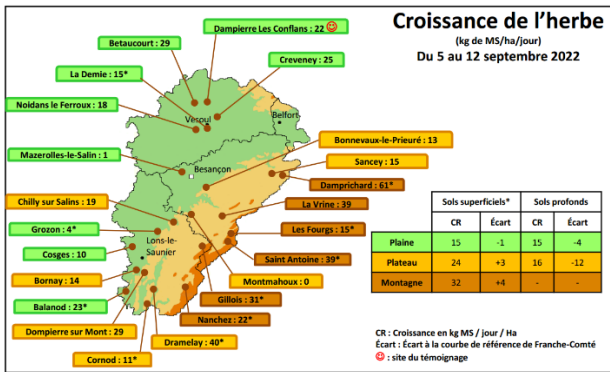 Croissance de l'herbe
(kg de MS/ha/jour)
Du 5 au 12 septembre 2022
Dampierre Les Conflans : 22
Betaucourt : 29
La Demie : 15*
Creveney : 25
Noidans le Ferroux : 18
Vesoul
Belfort
Bonnevaux-le-Prieuré : 13
Mazerolles-le-Salin : 1
Besançon
Sancey : 15
Damprichard : 61*
Chilly sur Salins : 19
La Vrine : 39
Grozon : 4*
Les Fourgs : 15*
Lons-le-
Saunier
Cosges : 10
Saint Antoine : 39*
Bornay : 14
Montmahoux : 0
Balanod : 23*
Gillois : 31*
Dompierre sur Mont : 29
Nanchez : 22*
Cornod : 11*
Dramelay : 40*
Sols superficiels* Sols profonds
CR Écart CR Écart
Plaine 15 -1 15 -4
Plateau 24 +3 16 -12
Montagne 32 +4 - -
CR : Croissance en kg MS / jour / Ha
Écart : Écart à la courbe de référence de Franche-Comté
: site du témoignage